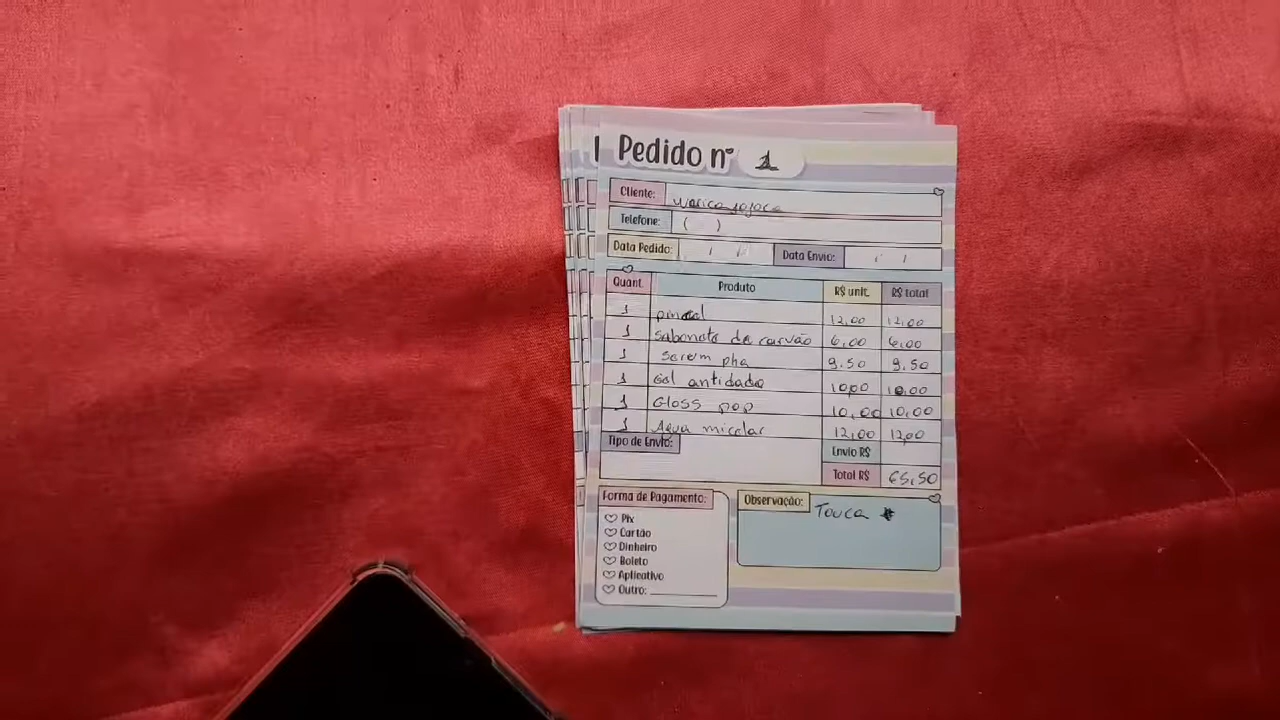 Pedido nº 1
Cliente:
Telefone: ( )
Data Pedido: / / Data Envio: / /
Quant. Produto R$ unit. R$ total
1 pincel 12,00 12,00
1 Sabonete de carvão 6,00 6,00
1 Serum pha 9,50 9,50
1 Gel antidade 10,00 10,00
1 Gloss pop 10,00 10,00
1 Agua micelar 12,00 12,00
Tipo de Envio:
Envio R$
Total R$ 65,50
Forma de Pagamento:
Pix
Cartão
Dinheiro
Boleto
Aplicativo
Outro:
Observação: Touca